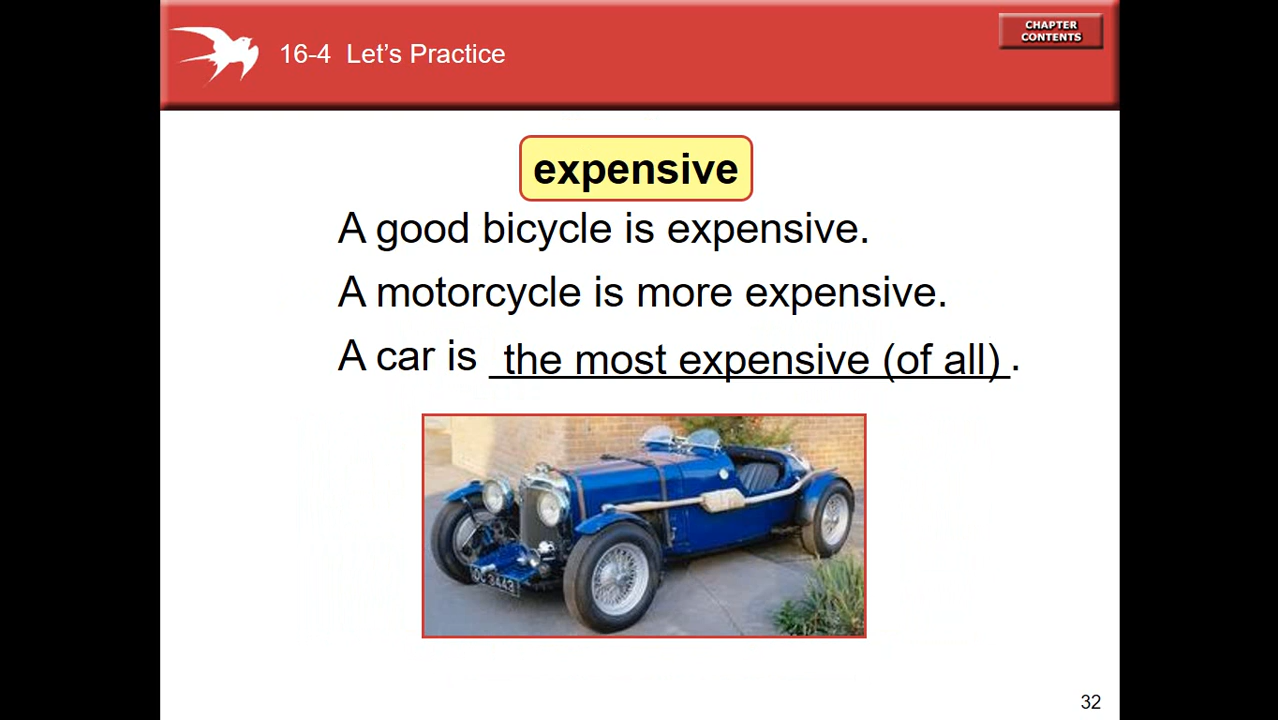 16-4 Let's Practice
CHAPTER
CONTENTS
expensive
A good bicycle is expensive.
A motorcycle is more expensive.
A car is the most expensive (of all).
32